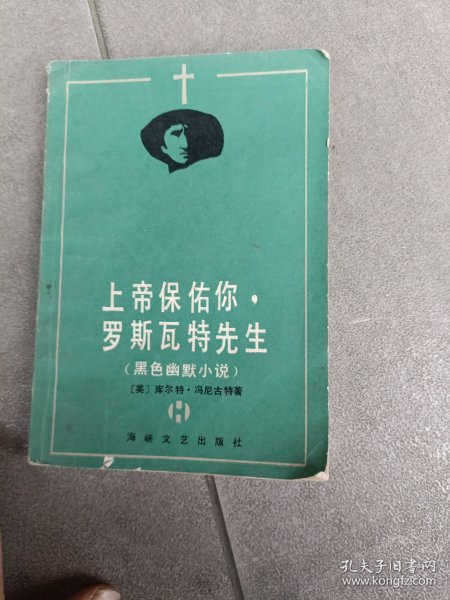 上帝保佑你，
罗斯瓦特先生
（黑色幽默小说）
［美］库尔特·冯尼古特著
海峡文艺出版社
孔夫子旧书网
www.kongfz.com